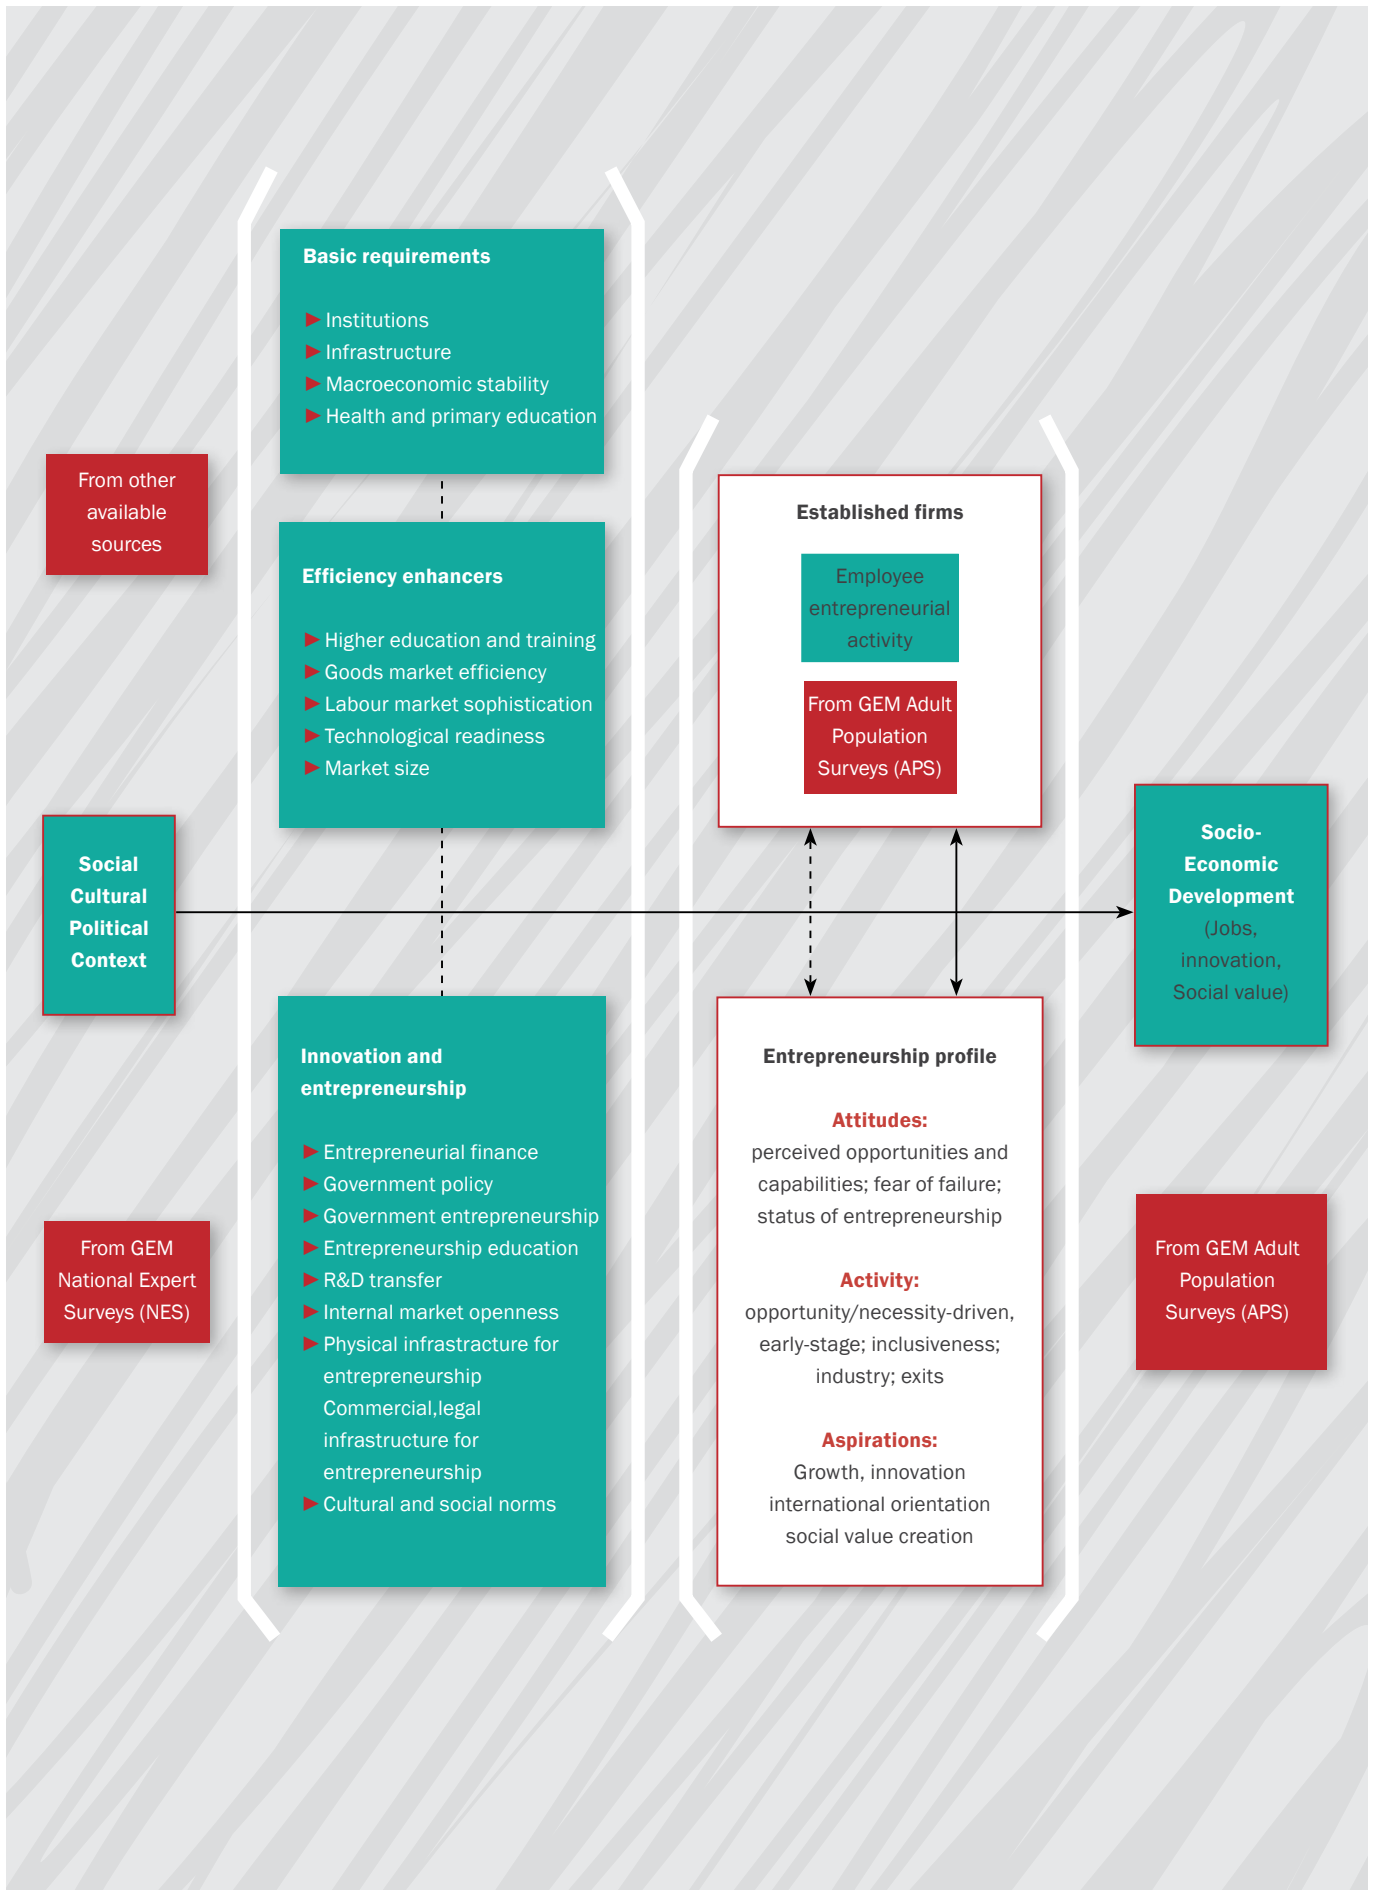 Basic requirements
Institutions
Infrastructure
Macroeconomic stability
Health and primary education
From other
available
sources
Efficiency enhancers
Higher education and training
Goods market efficiency
Labour market sophistication
Technological readiness
Market size
Established firms
Employee
entrepreneurial
activity
From GEM Adult
Population
Surveys (APS)
Social
Cultural
Political
Context
Socio-
Economic
Development
(Jobs,
innovation,
Social value)
Innovation and
entrepreneurship
Entrepreneurial finance
Government policy
Government entrepreneurship
Entrepreneurship education
R&D transfer
Internal market openness
Physical infrastracture for
entrepreneurship
Commercial,legal
infrastructure for
entrepreneurship
Cultural and social norms
Entrepreneurship profile
Attitudes:
perceived opportunities and
capabilities; fear of failure;
status of entrepreneurship
Activity:
opportunity/necessity-driven,
early-stage; inclusiveness;
industry; exits
Aspirations:
Growth, innovation
international orientation
social value creation
From GEM
National Expert
Surveys (NES)
From GEM Adult
Population
Surveys (APS)